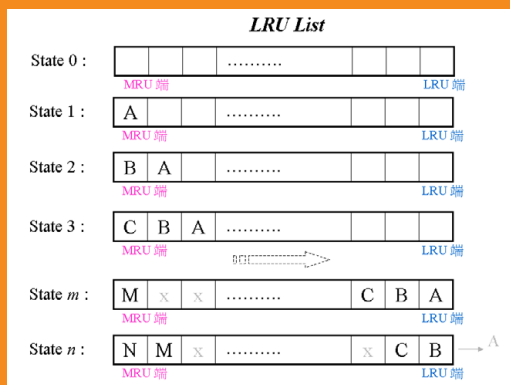 LRU List
State 0 :
..........
MRU 端 LRU 端
State 1 : A .........
MRU 端 LRU 端
State 2 : B A .........
MRU 端 LRU 端
State 3 : C B A .........
MRU 端 LRU 端
State m : M x x .......... C B A
MRU 端 LRU 端
State n : N M x .......... x C B A
MRU 端 LRU 端